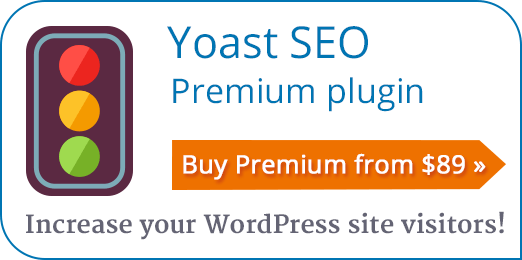 Yoast SEO
Premium plugin
Buy Premium from $89 »
Increase your WordPress site visitors!